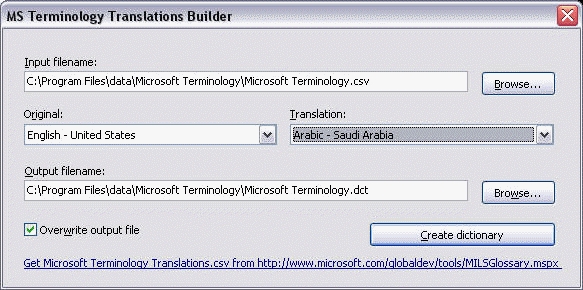 MS Terminology Translations Builder
Input filename:
C:\Program Files\data\Microsoft Terminology\Microsoft Terminology.csv
Browse...
Original:
Translation:
English - United States
Arabic - Saudi Arabia
Output filename:
C:\Program Files\data\Microsoft Terminology\Microsoft Terminology.dct
Browse...
Overwrite output file
Create dictionary
Get Microsoft Terminology Translations.csv from http://www.microsoft.com/globaldev/tools/MILSGlossary.mspx